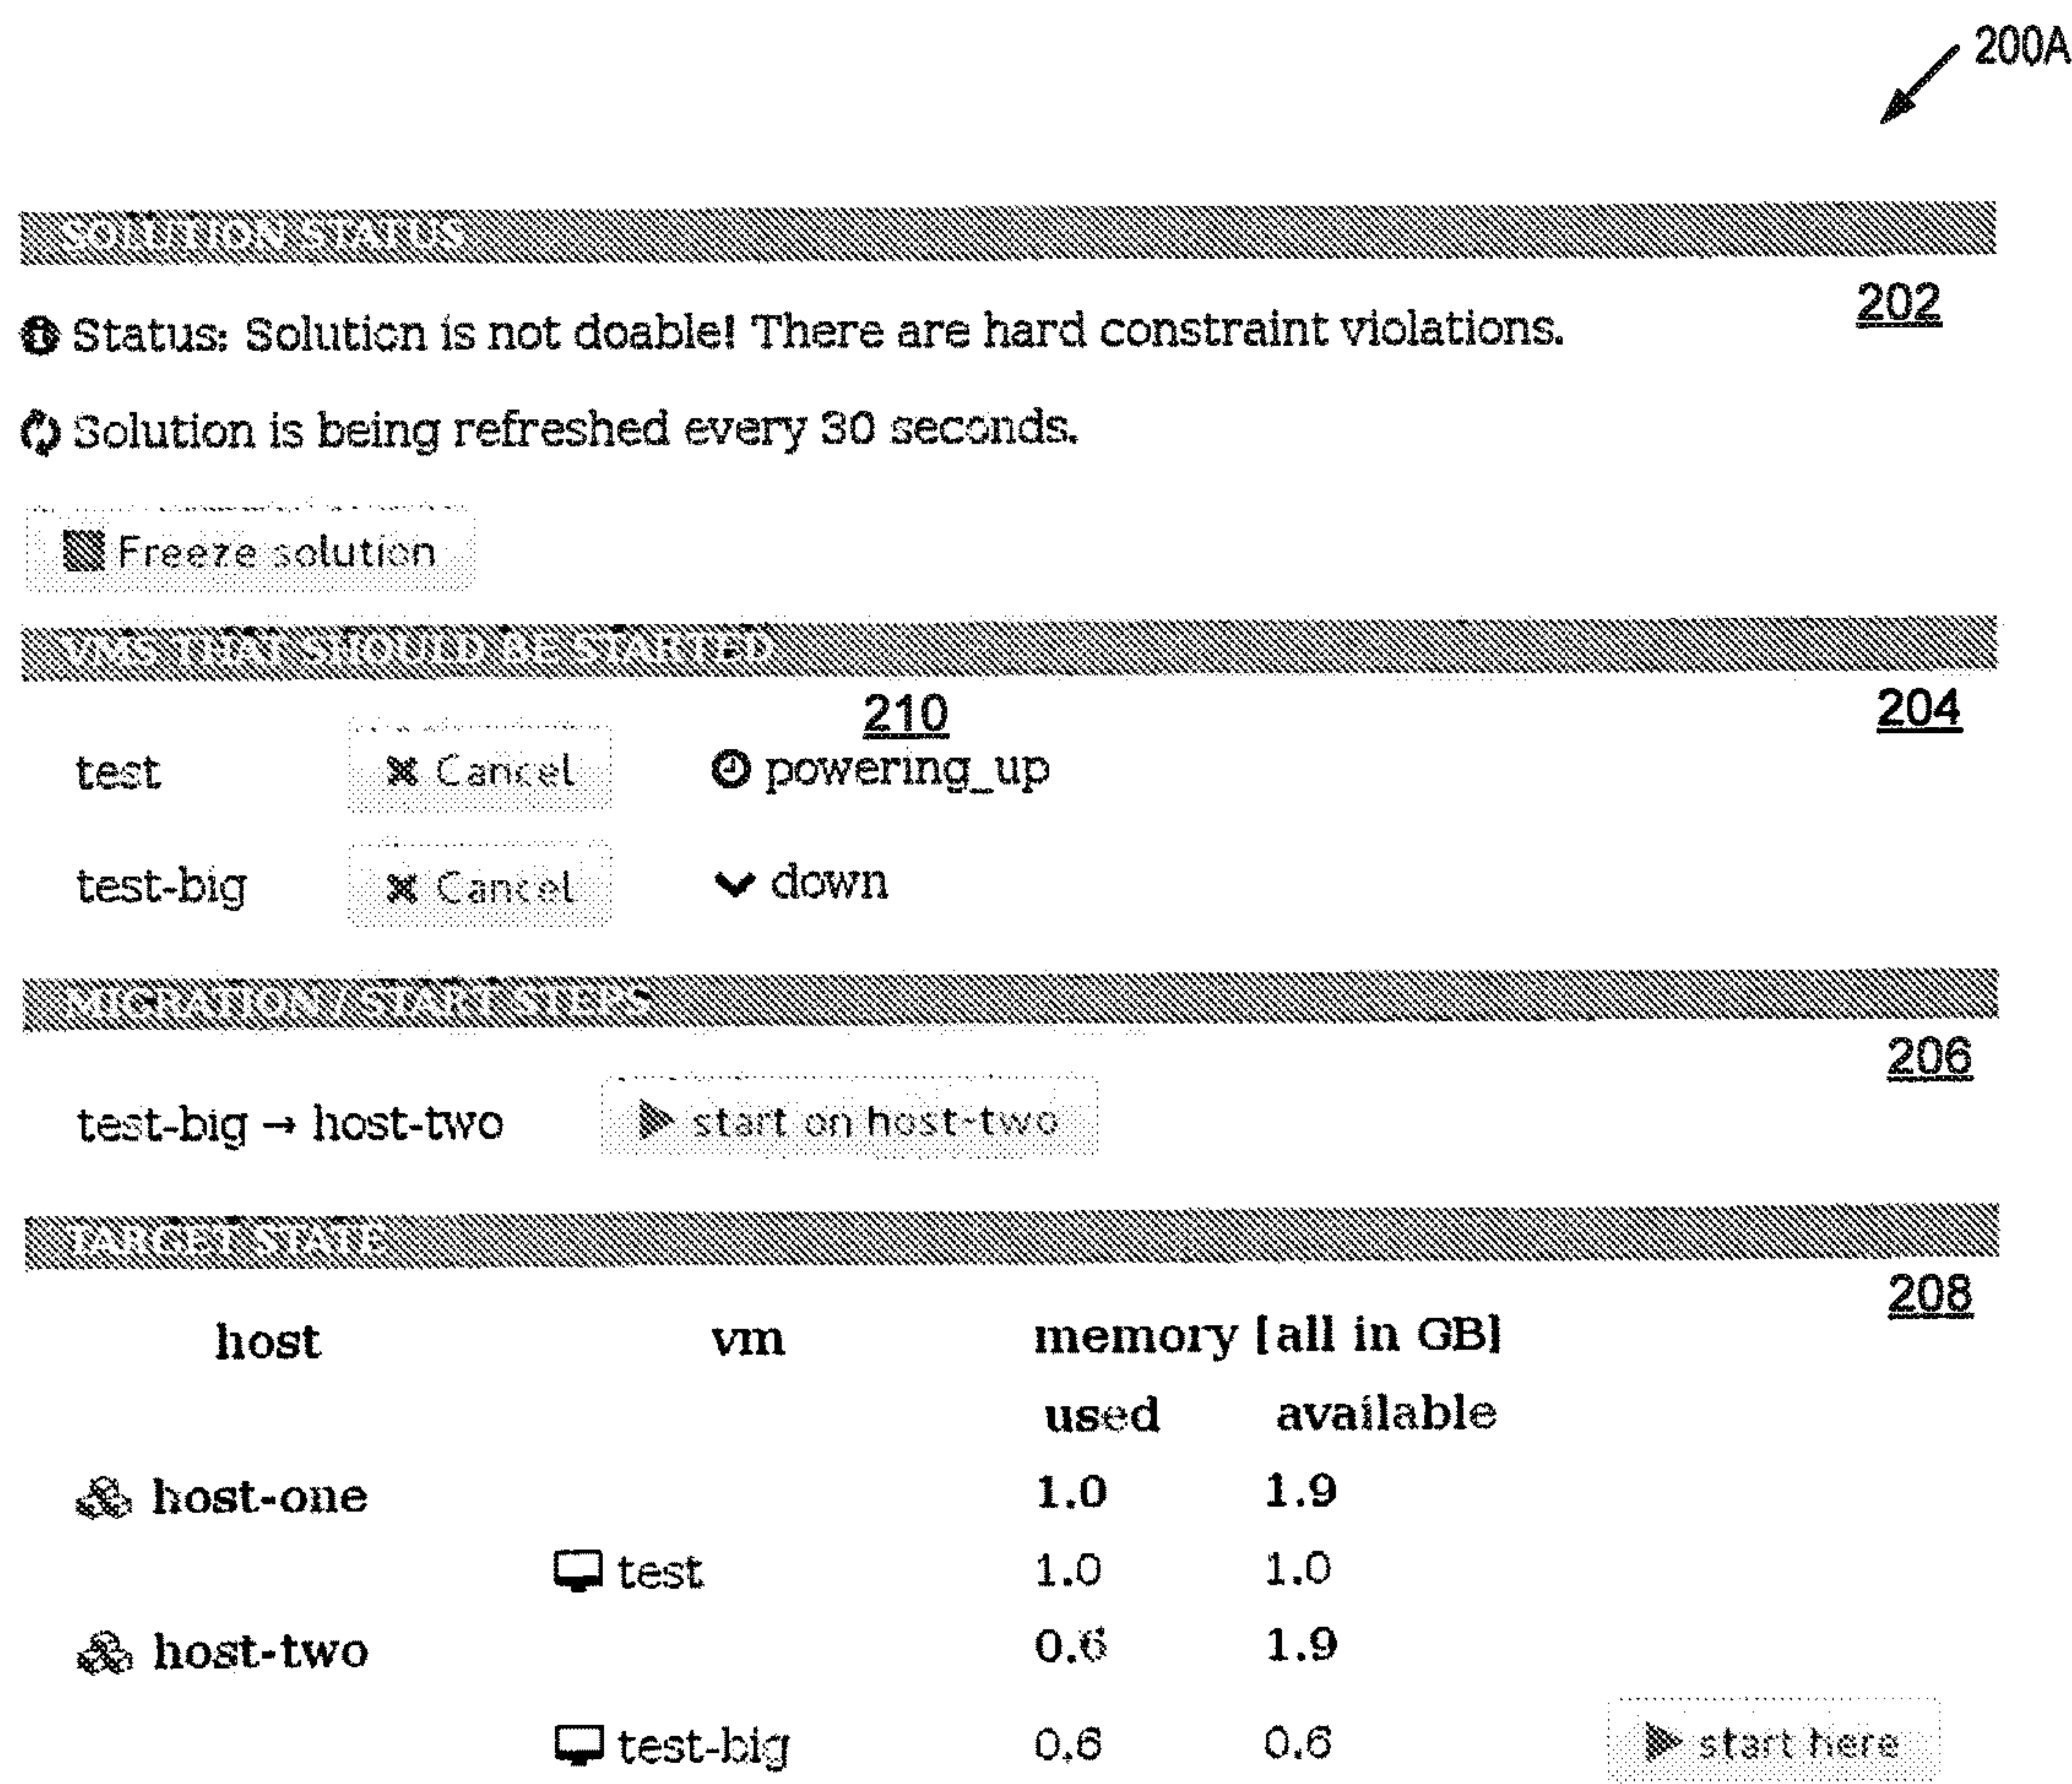 200A
SOLUTION STATUS
202
Status: Solution is not doable! There are hard constraint violations.
Solution is being refreshed every 30 seconds.
Freeze solution
VMS THAT SHOULD BE STARTED
210
204
test Cancel powering_up
test-big Cancel down
MIGRATION / START STEPS
206
test-big → host-two start on host-two
TARGET STATE
208
host vm memory [all in GB]
used available
host-one 1.0 1.9
test 1.0 1.0
host-two 0.6 1.9
test-big 0.6 0.6 start here